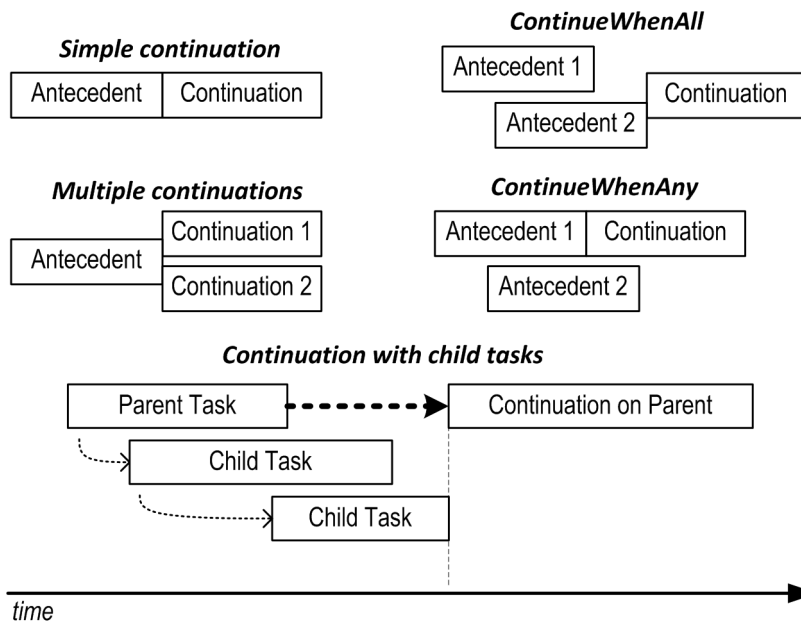 Simple continuation
Antecedent Continuation
ContinueWhenAll
Antecedent 1
Continuation
Antecedent 2
Multiple continuations
Continuation 1
Antecedent
Continuation 2
ContinueWhenAny
Antecedent 1 Continuation
Antecedent 2
Continuation with child tasks
Parent Task Continuation on Parent
Child Task
Child Task
time